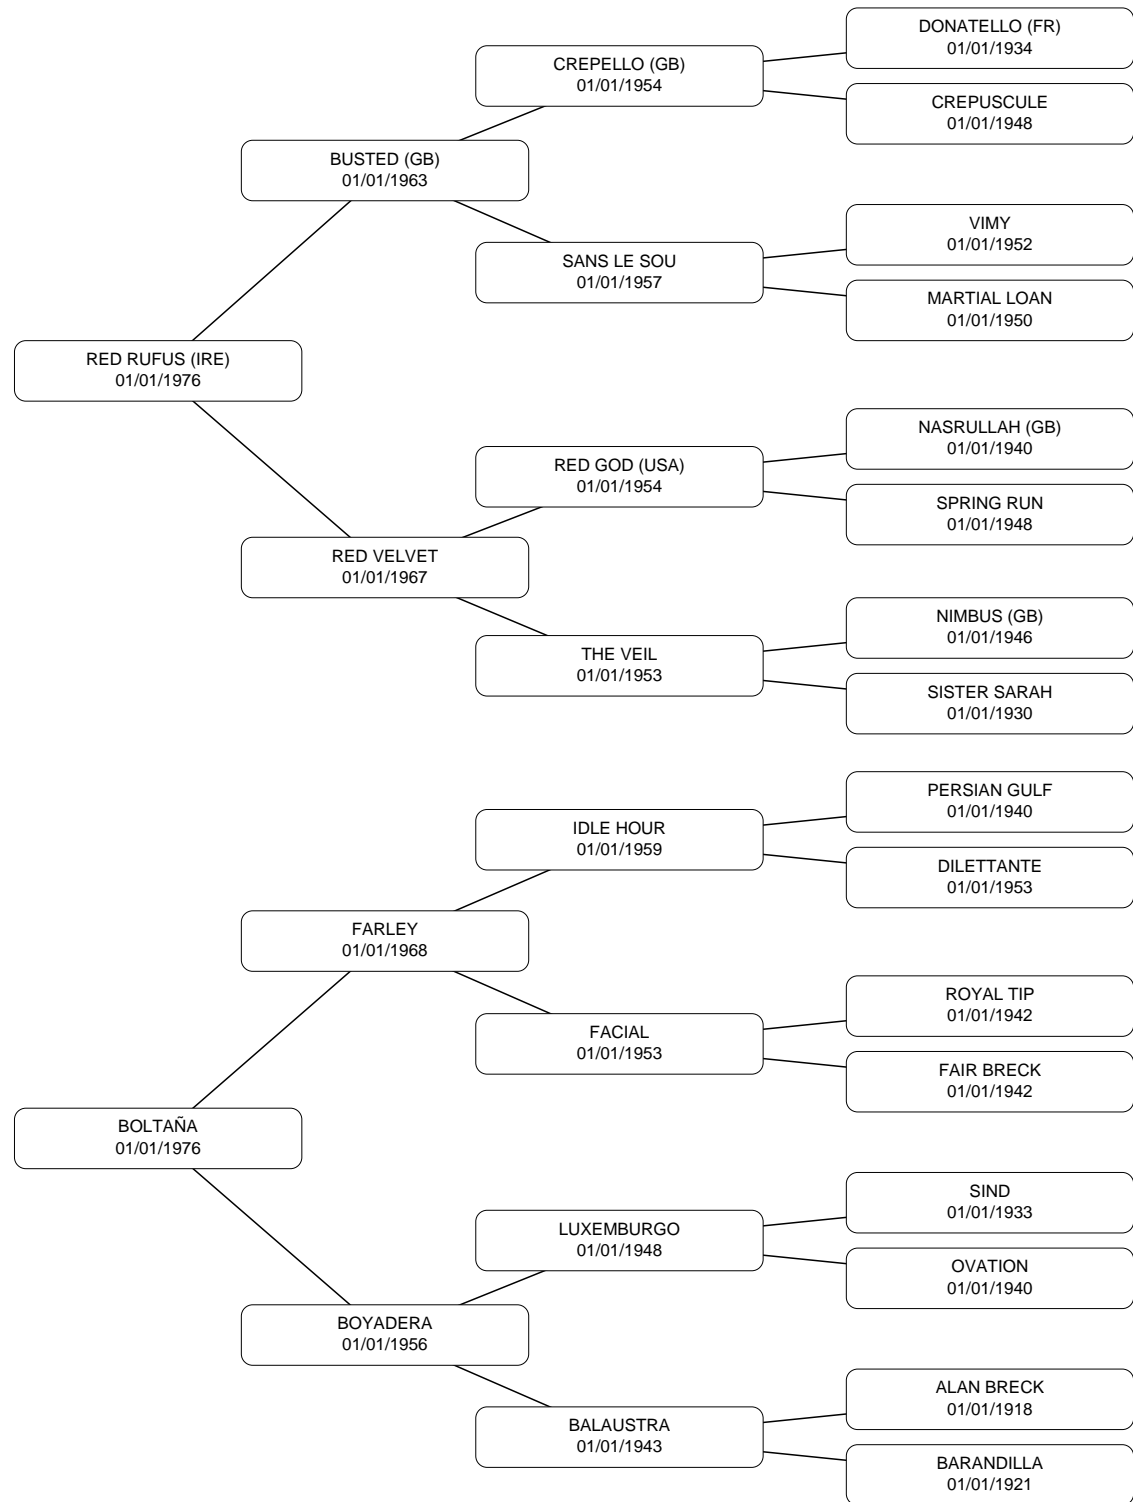 DONATELLO (FR)
01/01/1934
CREPELLO (GB)
01/01/1954
CREPUSCULE
01/01/1948
BUSTED (GB)
01/01/1963
VIMY
01/01/1952
SANS LE SOU
01/01/1957
MARTIAL LOAN
01/01/1950
RED RUFUS (IRE)
01/01/1976
NASRULLAH (GB)
01/01/1940
RED GOD (USA)
01/01/1954
SPRING RUN
01/01/1948
RED VELVET
01/01/1967
NIMBUS (GB)
01/01/1946
THE VEIL
01/01/1953
SISTER SARAH
01/01/1930
PERSIAN GULF
01/01/1940
IDLE HOUR
01/01/1959
DILETTANTE
01/01/1953
FARLEY
01/01/1968
ROYAL TIP
01/01/1942
FACIAL
01/01/1953
FAIR BRECK
01/01/1942
BOLTAÑA
01/01/1976
SIND
01/01/1933
LUXEMBURGO
01/01/1948
OVATION
01/01/1940
BOYADERA
01/01/1956
ALAN BRECK
01/01/1918
BALAUSTRA
01/01/1943
BARANDILLA
01/01/1921